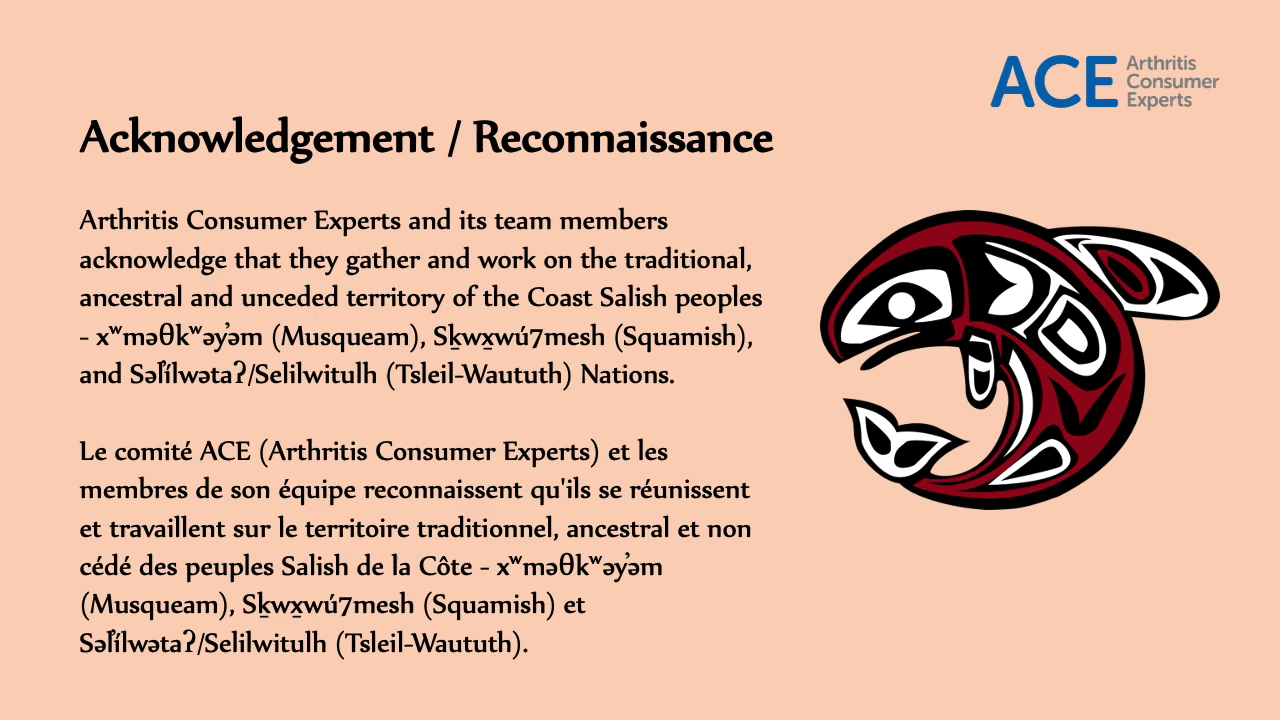 ACE Arthritis
Consumer
Experts
Acknowledgement / Reconnaissance
Arthritis Consumer Experts and its team members
acknowledge that they gather and work on the traditional,
ancestral and unceded territory of the Coast Salish peoples
- xʷməθkʷəy̓əm (Musqueam), Sḵwx̱wú7mesh (Squamish),
and Səl̓ílwətaʔ/Selilwitulh (Tsleil-Waututh) Nations.
Le comité ACE (Arthritis Consumer Experts) et les
membres de son équipe reconnaissent qu'ils se réunissent
et travaillent sur le territoire traditionnel, ancestral et non
cédé des peuples Salish de la Côte - xʷməθkʷəy̓əm
(Musqueam), Sḵwx̱wú7mesh (Squamish) et
Səl̓ílwətaʔ/Selilwitulh (Tsleil-Waututh).